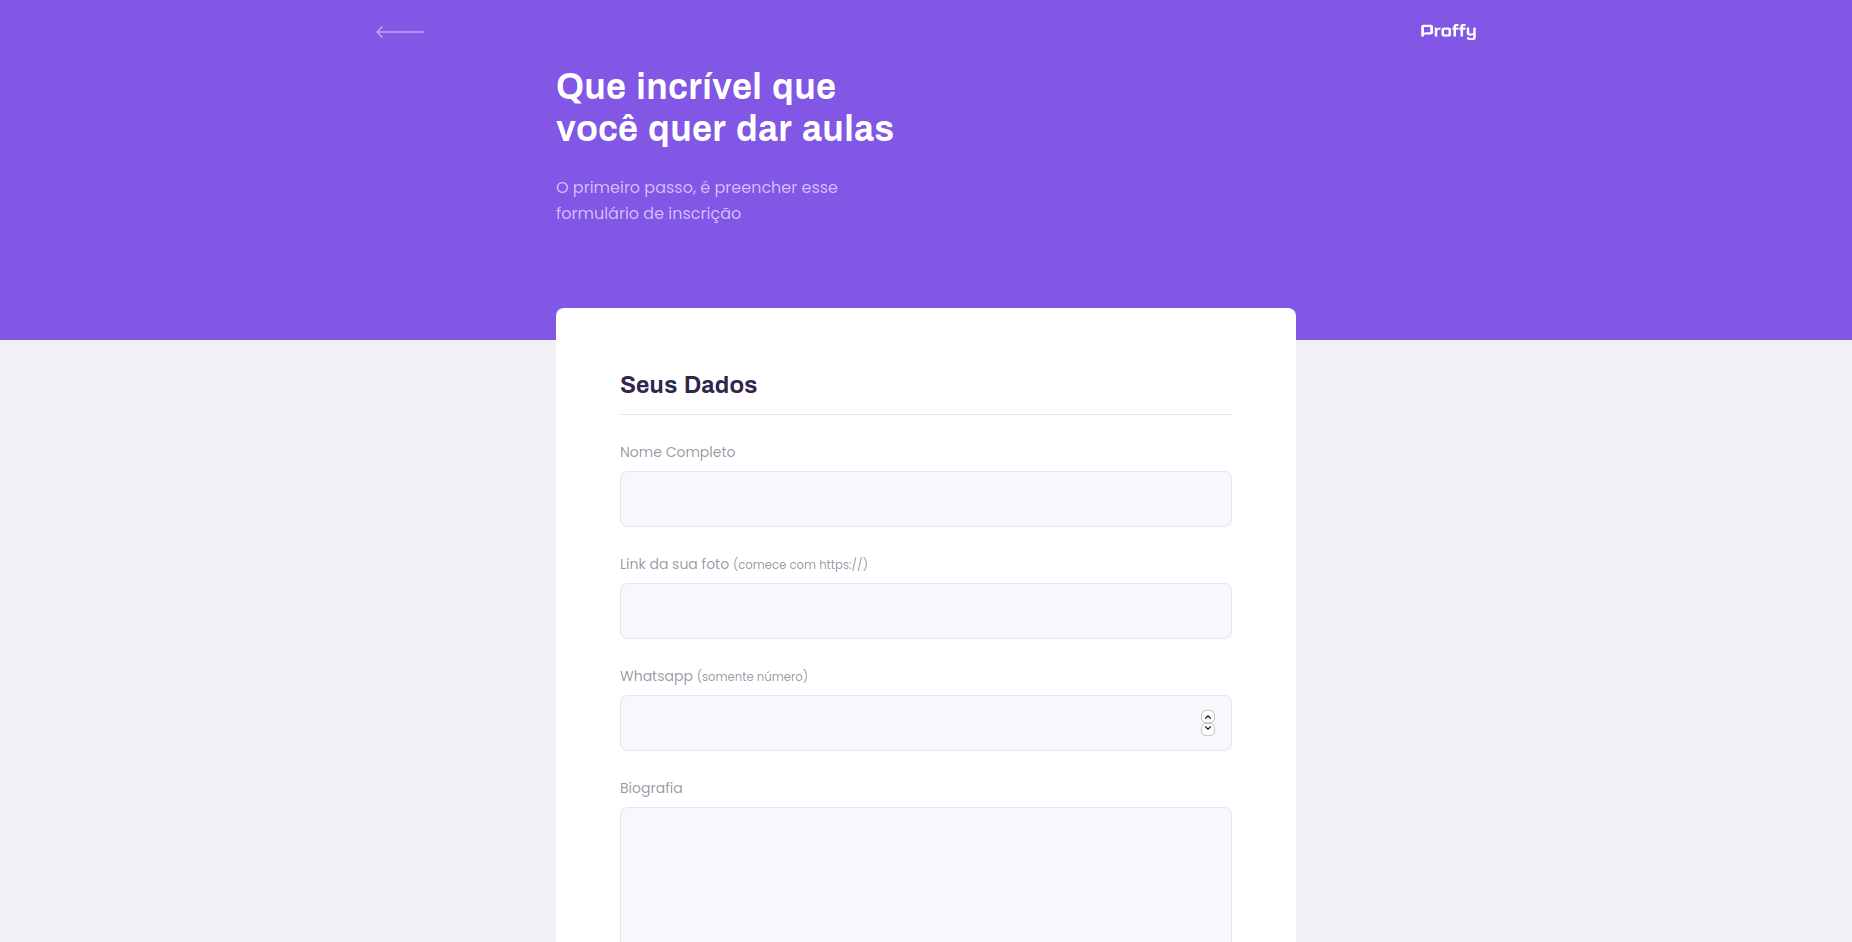 Proffy
Que incrível que
você quer dar aulas
O primeiro passo, é preencher esse
formulário de inscrição
Seus Dados
Nome Completo
Link da sua foto (comece com https://)
Whatsapp (somente número)
Biografia